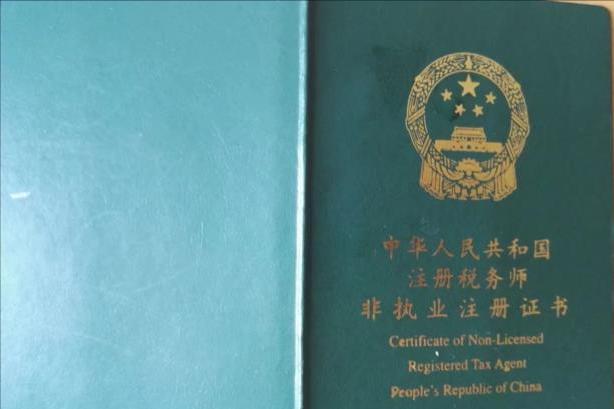 中华人民共和国
注册税务师
非执业注册证书
Certificate of Non-Licensed
Registered Tax Agent
People's Republic of China